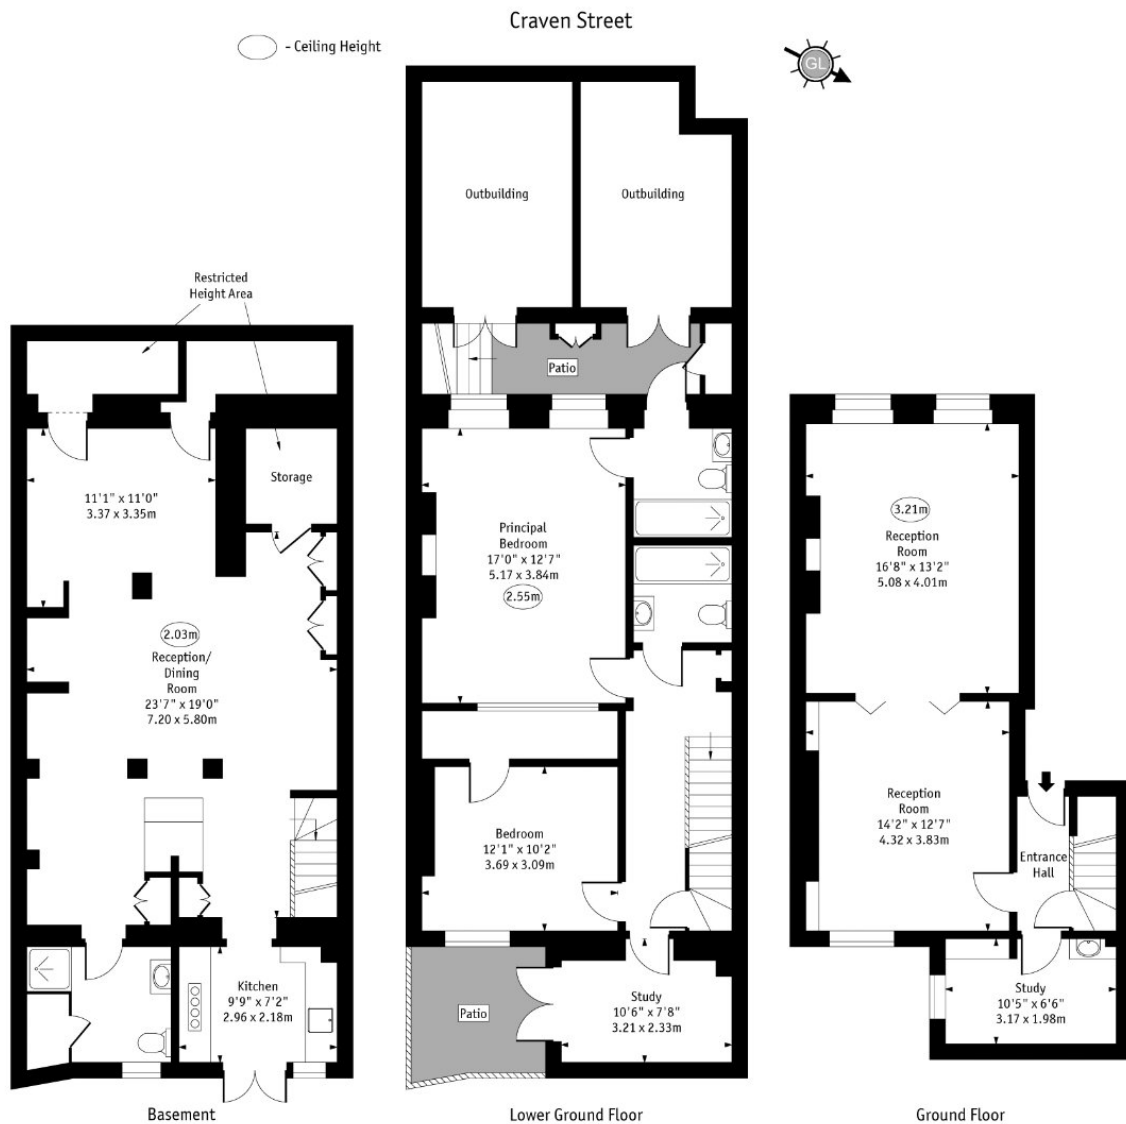 Craven Street
- Ceiling Height
GL
Outbuilding
Outbuilding
Restricted
Height Area
Patio
Storage
11'1" x 11'0"
3.37 x 3.35m
2.03m
Reception/
Dining
Room
23'7" x 19'0"
7.20 x 5.80m
Kitchen
9'9" x 7'2"
2.96 x 2.18m
Basement
Principal
Bedroom
17'0" x 12'7"
5.17 x 3.84m
2.55m
Bedroom
12'1" x 10'2"
3.69 x 3.09m
Patio
Study
10'6" x 7'8"
3.21 x 2.33m
Lower Ground Floor
3.21m
Reception
Room
16'8" x 13'2"
5.08 x 4.01m
Reception
Room
14'2" x 12'7"
4.32 x 3.83m
Entrance
Hall
Study
10'5" x 6'6"
3.17 x 1.98m
Ground Floor